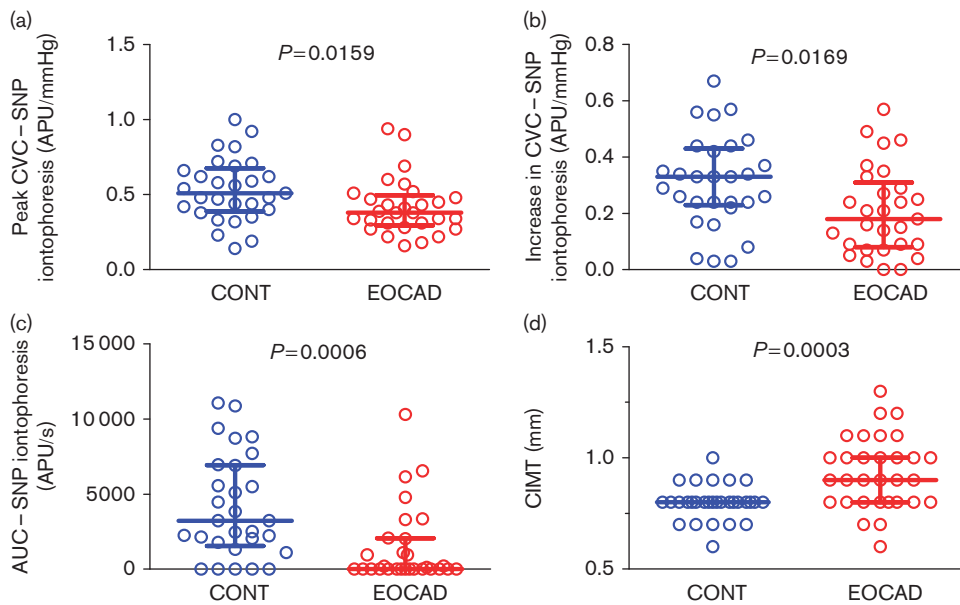 (a)
Peak CVC – SNP
iontophoresis (APU/mmHg)
1.5
1.0
0.5
0.0
P=0.0159
CONT
EOCAD
(b)
Increase in CVC – SNP
iontophoresis (APU/mmHg)
0.8
0.6
0.4
0.2
0.0
P=0.0169
CONT
EOCAD
(c)
AUC – SNP iontophoresis
(APU/s)
15 000
10 000
5000
0
P=0.0006
CONT
EOCAD
(d)
CIMT (mm)
1.5
1.0
0.5
P=0.0003
CONT
EOCAD